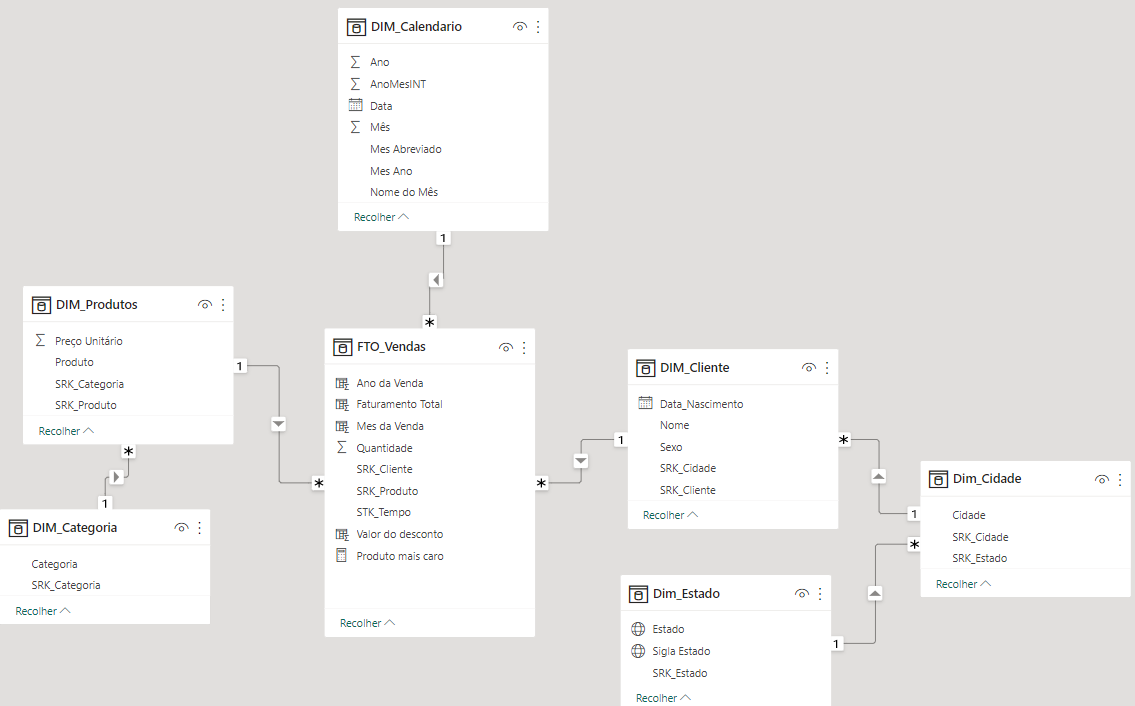 DIM_Calendario
Ano
AnoMesINT
Data
Mês
Mes Abreviado
Mes Ano
Nome do Mês
Recolher
1
*
DIM_Produtos
Preço Unitário
Produto
SRK_Categoria
SRK_Produto
Recolher
1
*
*
1
DIM_Categoria
Categoria
SRK_Categoria
Recolher
FTO_Vendas
Ano da Venda
Faturamento Total
Mes da Venda
Quantidade
SRK_Cliente
SRK_Produto
STK_Tempo
Valor do desconto
Produto mais caro
Recolher
*
1
DIM_Cliente
Data_Nascimento
Nome
Sexo
SRK_Cidade
SRK_Cliente
Recolher
*
1
Dim_Cidade
Cidade
SRK_Cidade
SRK_Estado
Recolher
*
1
Dim_Estado
Estado
Sigla Estado
SRK_Estado
Recolher